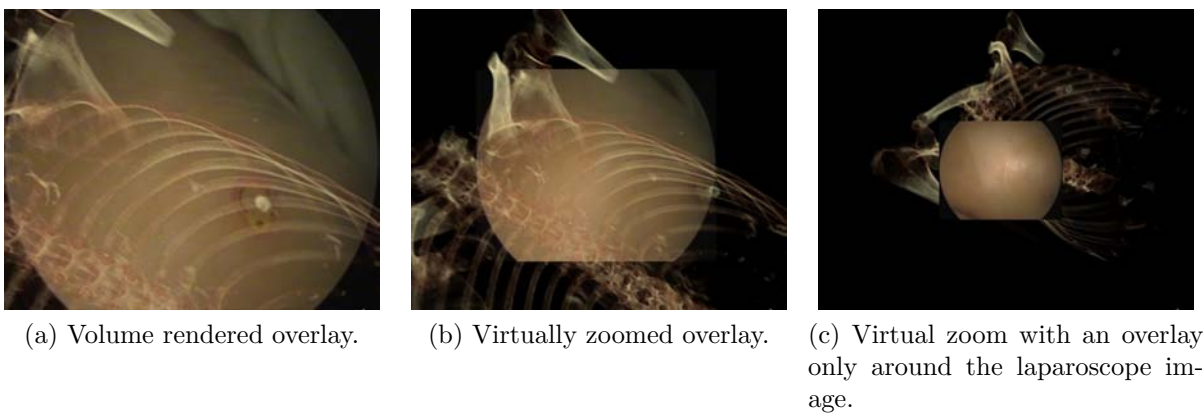 (a) Volume rendered overlay.
(b) Virtually zoomed overlay.
(c) Virtual zoom with an overlay
only around the laparoscope im-
age.